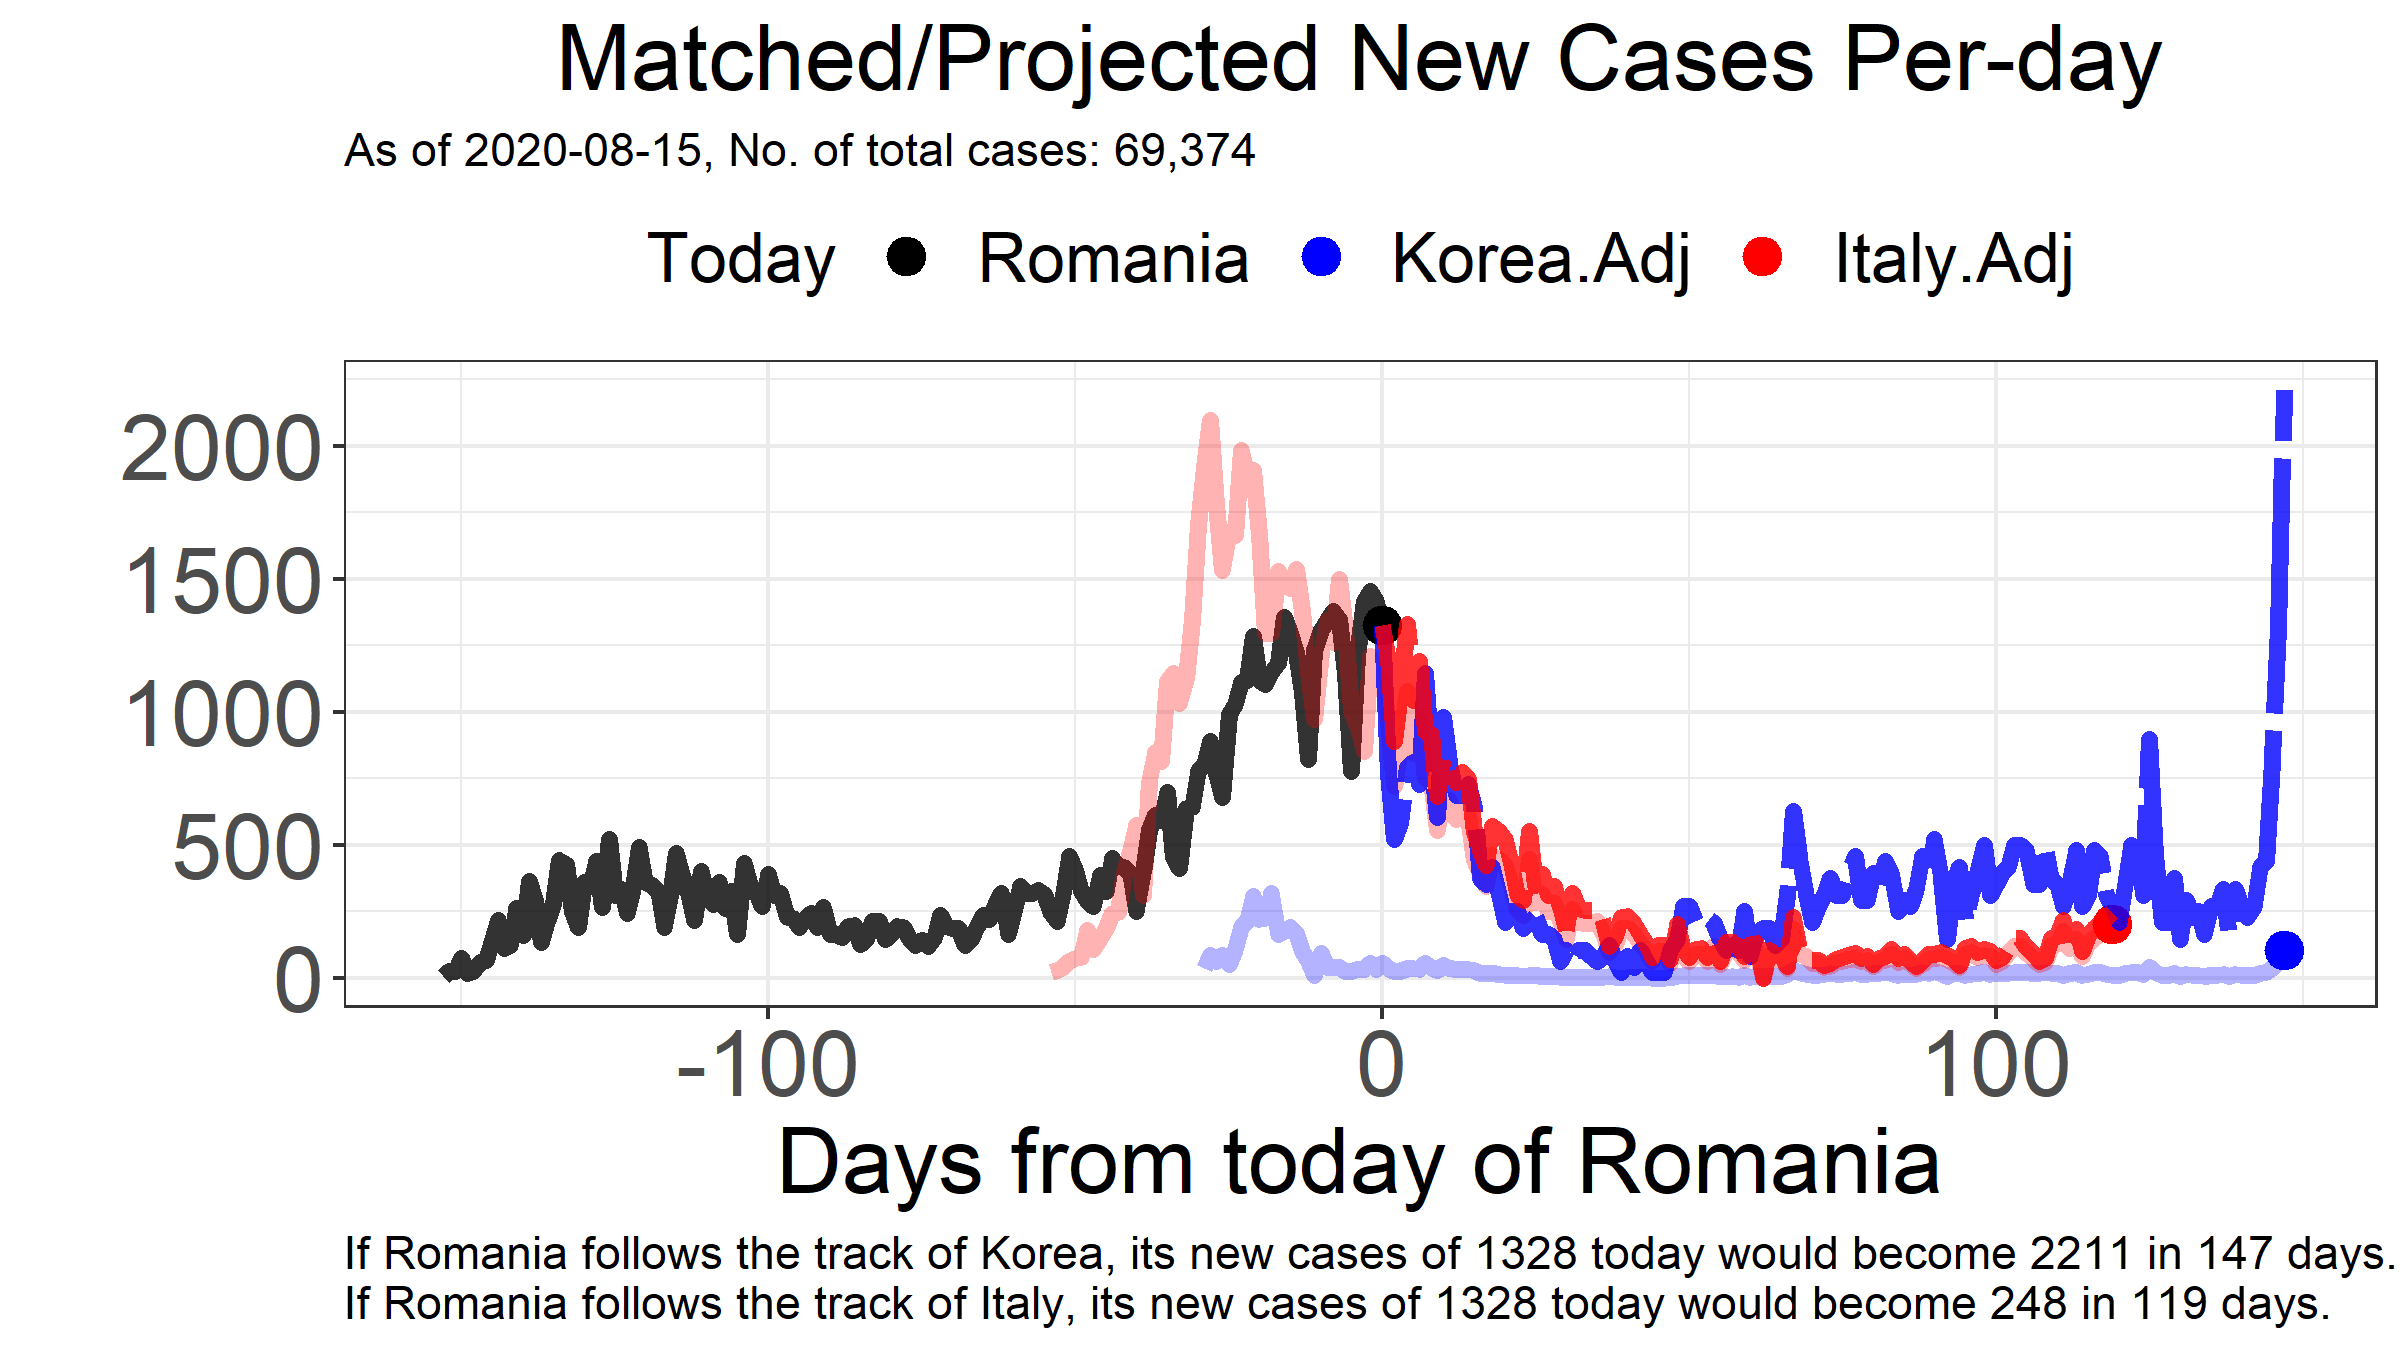 Matched/Projected New Cases Per-day
As of 2020-08-15, No. of total cases: 69,374
Today Romania Korea.Adj Italy.Adj
2000
1500
1000
500
0
-100 0 100
Days from today of Romania
If Romania follows the track of Korea, its new cases of 1328 today would become 2211 in 147 days.
If Romania follows the track of Italy, its new cases of 1328 today would become 248 in 119 days.